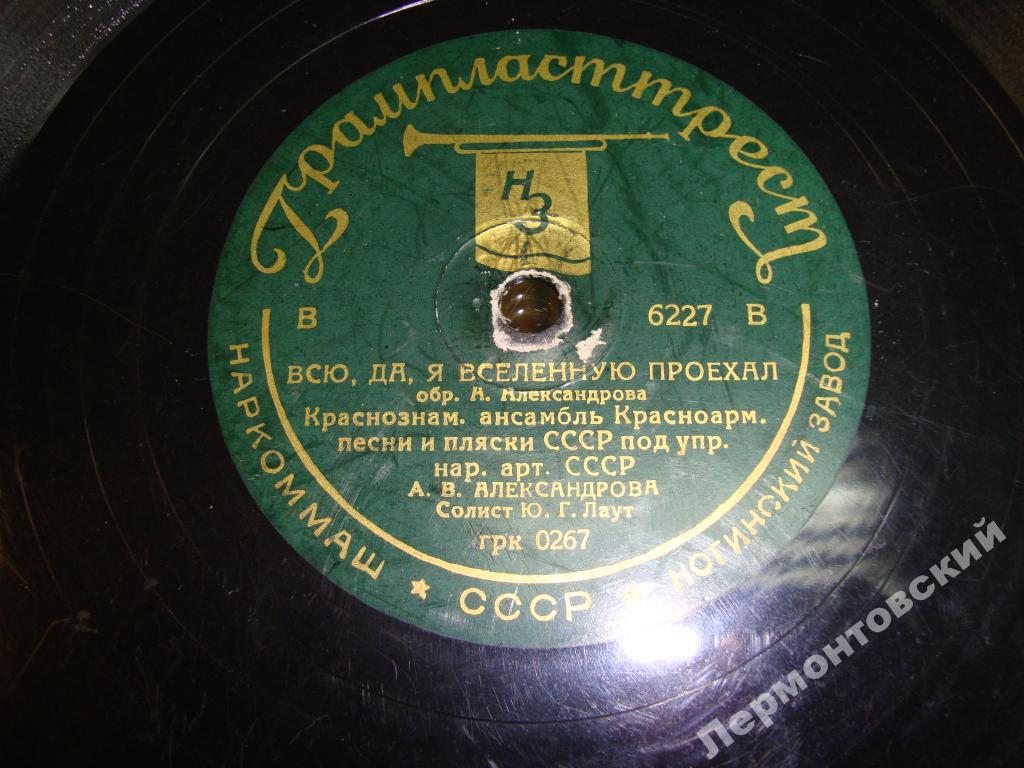 Грампласттрест
НЗ
В 6227 В
ВСЮ, ДА, Я ВСЕЛЕННУЮ ПРОЕХАЛ
обр. А. Александрова
Краснознам. ансамбль Красноарм.
песни и пляски СССР под упр.
нар. арт. СССР
А. В. АЛЕКСАНДРОВА
Солист Ю. Г. Лаут
грк 0267
НАРКОММАШ ★ СССР ★ НОГИНСКИЙ ЗАВОД
Лермонтовский